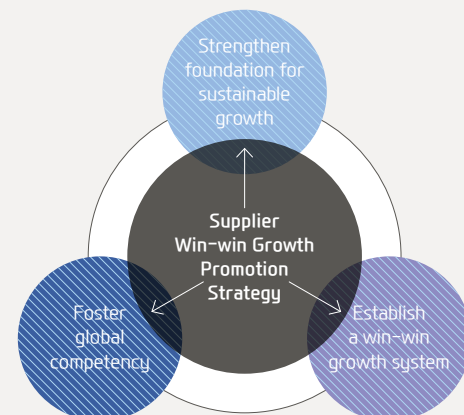 Strengthen
foundation for
sustainable
growth
Supplier
Win-win Growth
Promotion
Strategy
Foster
global
competency
Establish
a win-win
growth system